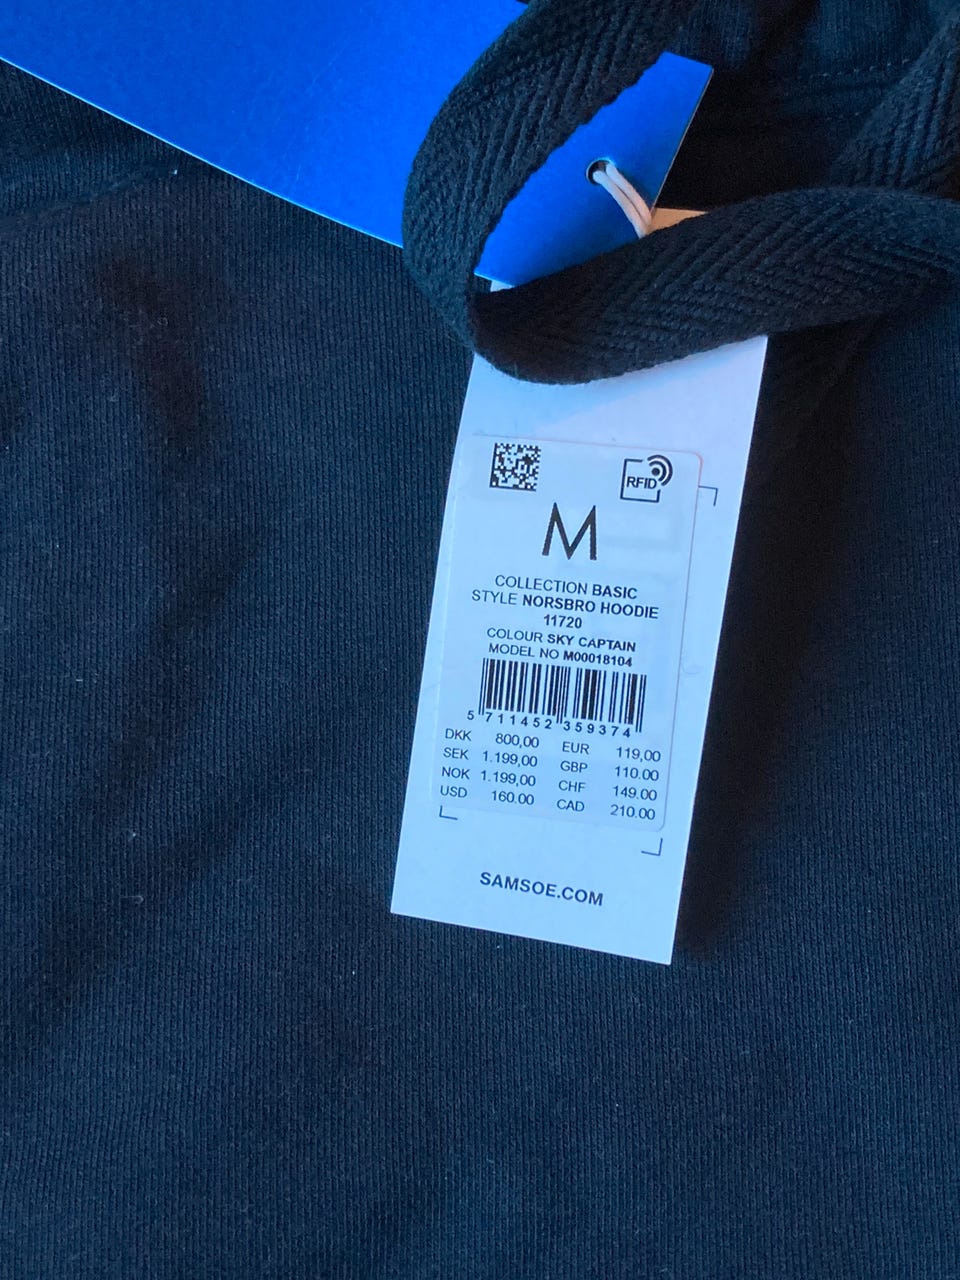 RFID
M
COLLECTION BASIC
STYLE NORSBRO HOODIE
11720
COLOUR SKY CAPTAIN
MODEL NO M00018104
5 711452 359374
DKK 800,00 EUR 119,00
SEK 1.199,00 GBP 110.00
NOK 1.199,00 CHF 149.00
USD 160.00 CAD 210.00
SAMSOE.COM